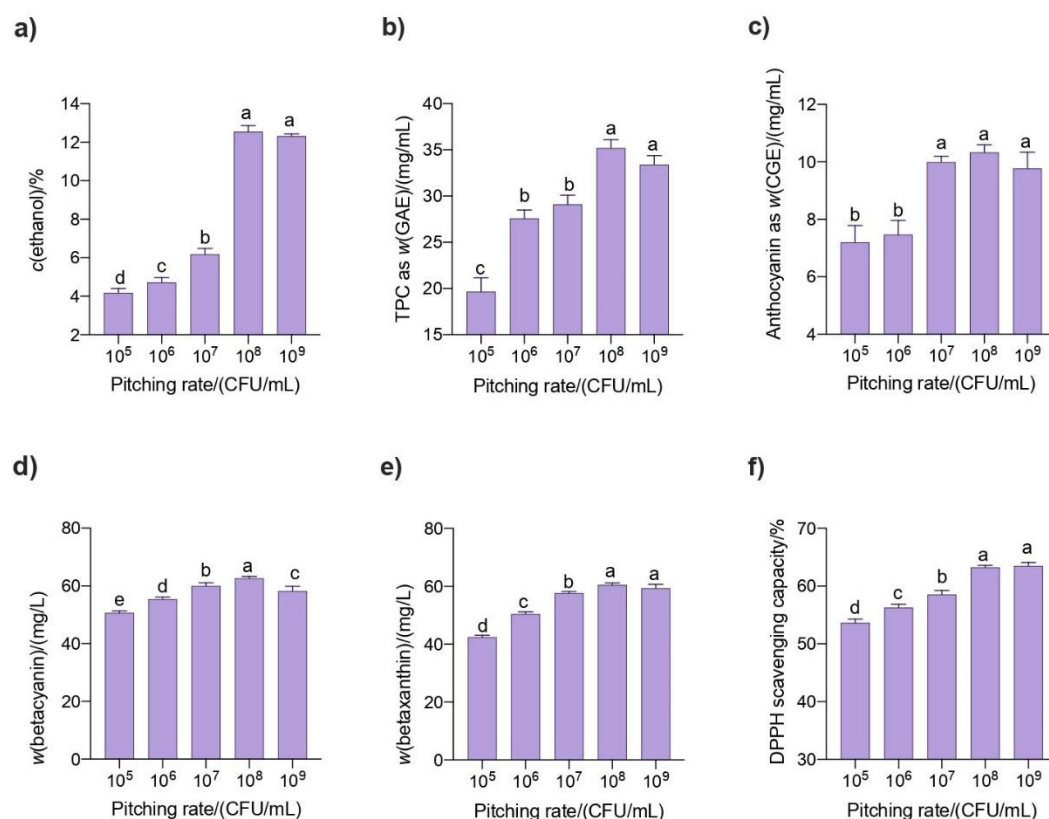 a)
c(ethanol)/%
14
12
10
8
6
4
2
d
c
b
a
a
10⁵ 10⁶ 10⁷ 10⁸ 10⁹
Pitching rate/(CFU/mL)
b)
TPC as w(GAE)/(mg/mL)
40
35
30
25
20
15
c
b
b
a
a
10⁵ 10⁶ 10⁷ 10⁸ 10⁹
Pitching rate/(CFU/mL)
c)
Anthocyanin as w(CGE)/(mg/mL)
12
10
8
6
4
b
b
a
a
a
10⁵ 10⁶ 10⁷ 10⁸ 10⁹
Pitching rate/(CFU/mL)
d)
w(betacyanin)/(mg/L)
80
60
40
20
0
e
d
b
a
c
10⁵ 10⁶ 10⁷ 10⁸ 10⁹
Pitching rate/(CFU/mL)
e)
w(betaxanthin)/(mg/L)
80
60
40
20
0
d
c
b
a
a
10⁵ 10⁶ 10⁷ 10⁸ 10⁹
Pitching rate/(CFU/mL)
f)
DPPH scavenging capacity/%
70
60
50
40
30
d
c
b
a
a
10⁵ 10⁶ 10⁷ 10⁸ 10⁹
Pitching rate/(CFU/mL)